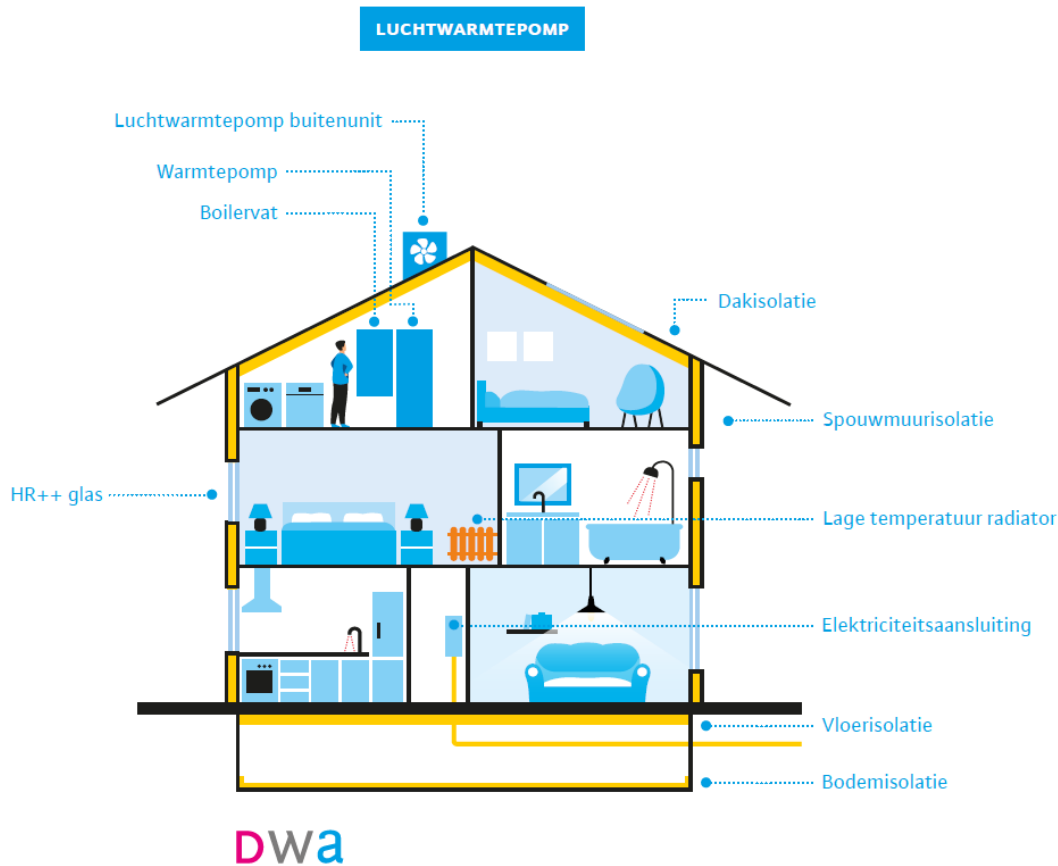 LUCHTWARMTEPOMP
Luchtwarmtepomp buitenunit
Warmtepomp
Boilervat
Dakisolatie
Spouwmuurisolatie
HR++ glas
Lage temperatuur radiator
Elektriciteitsaansluiting
Vloerisolatie
Bodemisolatie
DWa